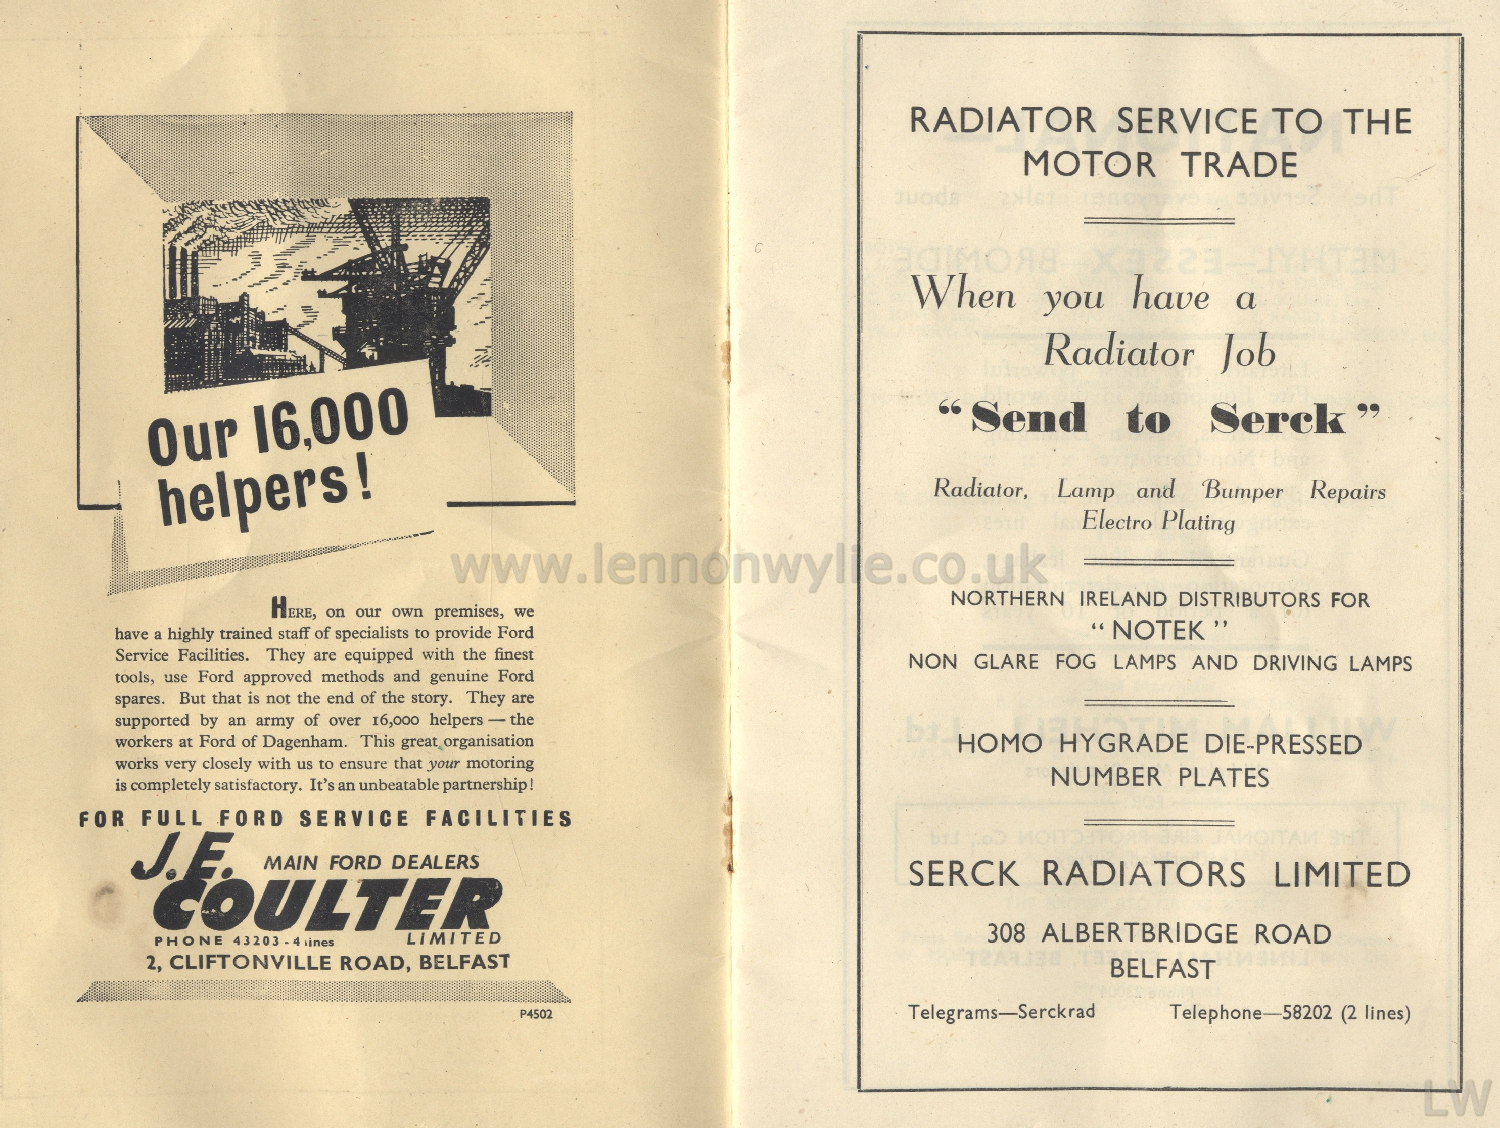 Our 16,000
helpers!
HERE, on our own premises, we
have a highly trained staff of specialists to provide Ford
Service Facilities. They are equipped with the finest
tools, use Ford approved methods and genuine Ford
spares. But that is not the end of the story. They are
supported by an army of over 16,000 helpers — the
workers at Ford of Dagenham. This great organisation
works very closely with us to ensure that your motoring
is completely satisfactory. It's an unbeatable partnership!
FOR FULL FORD SERVICE FACILITIES
J.E. MAIN FORD DEALERS
COULTER
PHONE 43203 - 4 lines LIMITED
2, CLIFTONVILLE ROAD, BELFAST
P4502
RADIATOR SERVICE TO THE
MOTOR TRADE
When you have a
Radiator Job
“Send to Serck”
Radiator, Lamp and Bumper Repairs
Electro Plating
NORTHERN IRELAND DISTRIBUTORS FOR
“NOTEK”
NON GLARE FOG LAMPS AND DRIVING LAMPS
HOMO HYGRADE DIE-PRESSED
NUMBER PLATES
SERCK RADIATORS LIMITED
308 ALBERTBRIDGE ROAD
BELFAST
Telegrams—Serckrad Telephone—58202 (2 lines)
www.lennonwylie.co.uk
LW